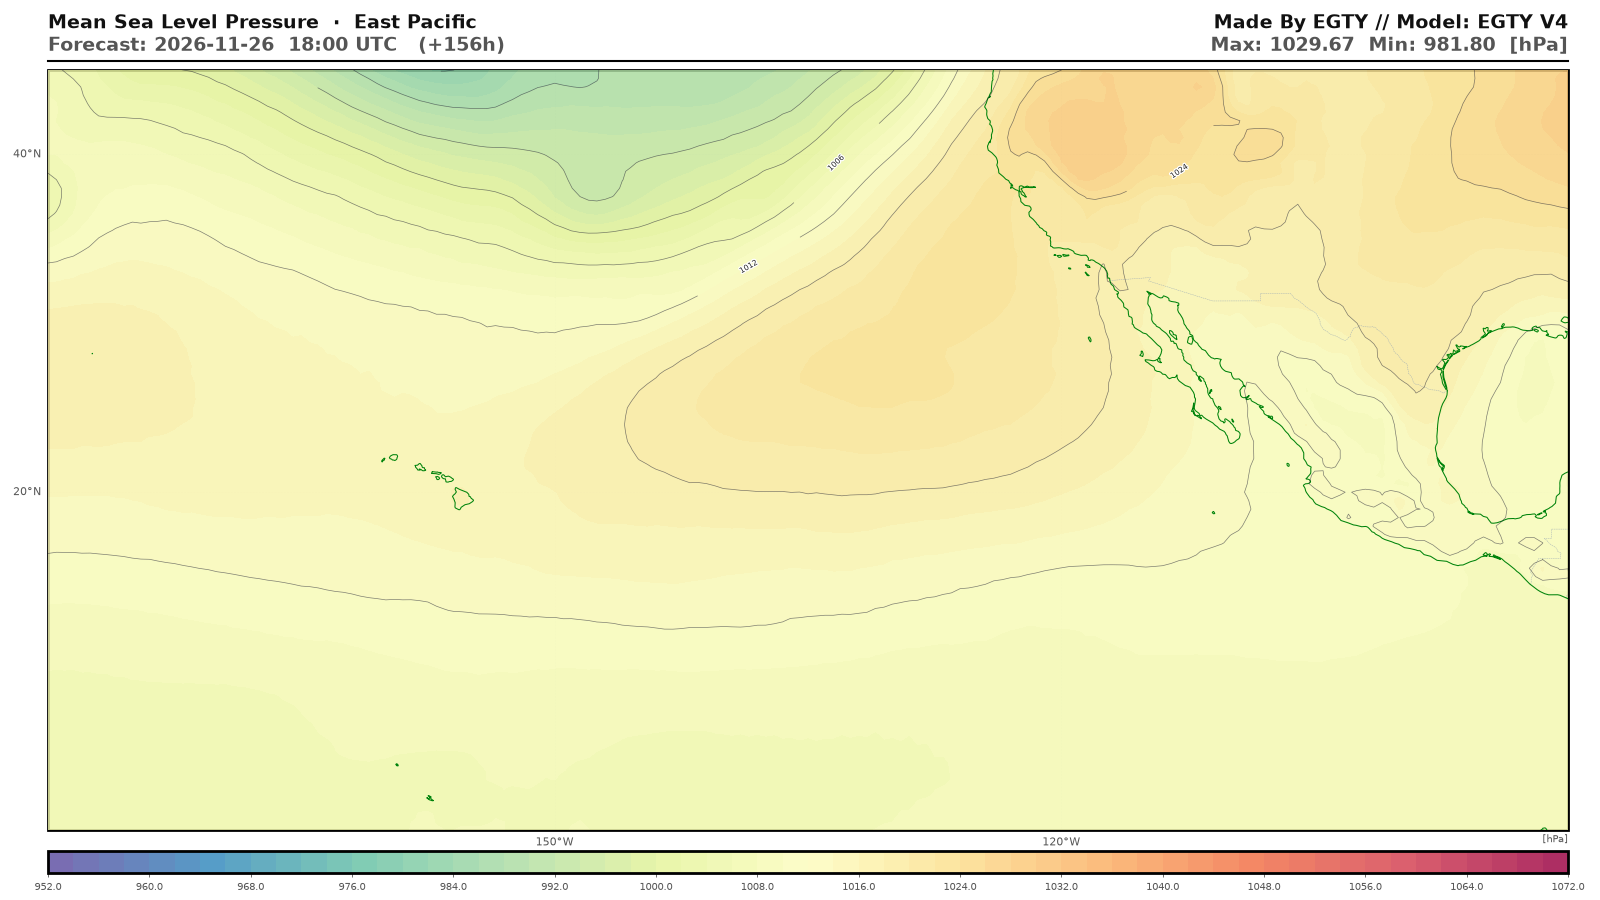 Mean Sea Level Pressure · East Pacific
Made By EGTY // Model: EGTY V4
Forecast: 2026-11-26 18:00 UTC (+156h)
Max: 1029.67 Min: 981.80 [hPa]
40°N
1006
1024
1012
20°N
150°W
120°W
[hPa]
952.0 960.0 968.0 976.0 984.0 992.0 1000.0 1008.0 1016.0 1024.0 1032.0 1040.0 1048.0 1056.0 1064.0 1072.0